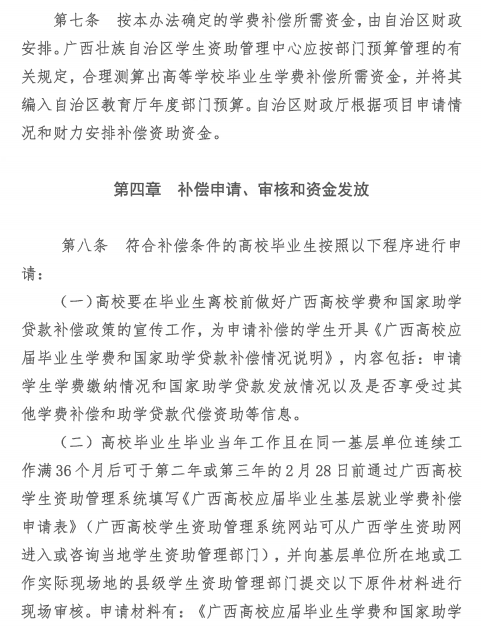 第七条　按本办法确定的学费补偿所需资金，由自治区财政
安排。广西壮族自治区学生资助管理中心应按部门预算管理的有
关规定，合理测算出高等学校毕业生学费补偿所需资金，并将其
编入自治区教育厅年度部门预算。自治区财政厅根据项目申请情
况和财力安排补偿资助资金。
第四章　补偿申请、审核和资金发放
第八条　符合补偿条件的高校毕业生按照以下程序进行申
请：
（一）高校要在毕业生离校前做好广西高校学费和国家助学
贷款补偿政策的宣传工作，为申请补偿的学生开具《广西高校应
届毕业生学费和国家助学贷款补偿情况说明》，内容包括：申请
学生学费缴纳情况和国家助学贷款发放情况以及是否享受过其
他学费补偿和助学贷款代偿资助等信息。
（二）高校毕业生毕业当年工作且在同一基层单位连续工
作满36个月后可于第二年或第三年的2月28日前通过广西高校
学生资助管理系统填写《广西高校应届毕业生基层就业学费补偿
申请表》（广西高校学生资助管理系统网站可从广西学生资助网
进入或咨询当地学生资助管理部门），并向基层单位所在地或工
作实际现场地的县级学生资助管理部门提交以下原件材料进行
现场审核。申请材料有：《广西高校应届毕业生学费和国家助学